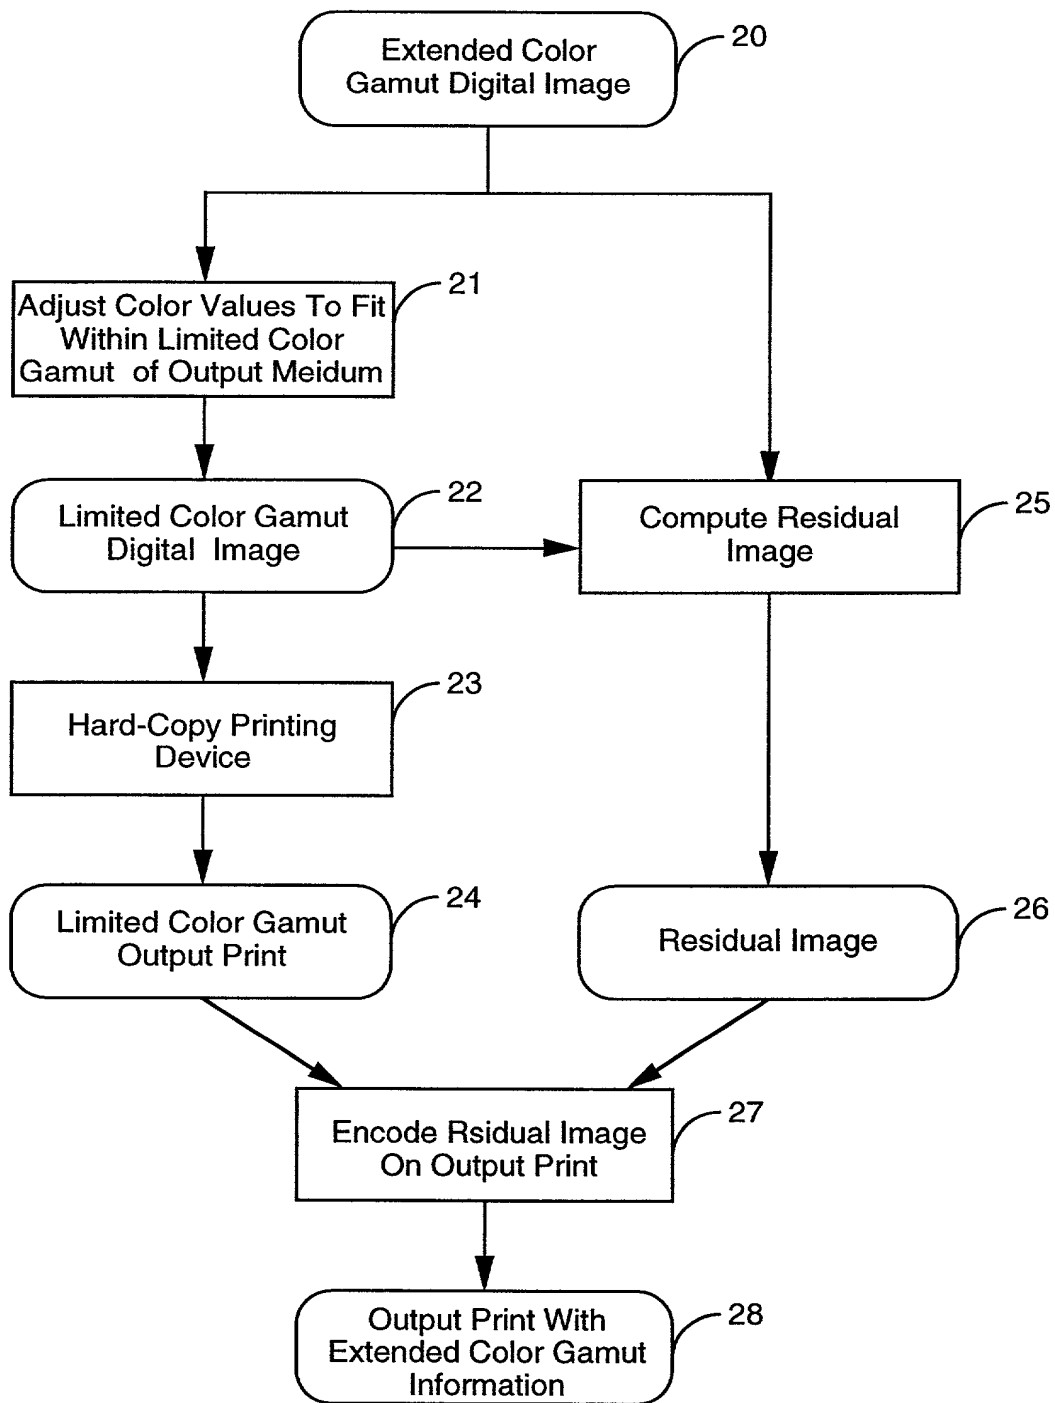 Extended Color
Gamut Digital Image
20
Adjust Color Values To Fit
Within Limited Color
Gamut of Output Meidum
21
Limited Color Gamut
Digital Image
22
Compute Residual
Image
25
Hard-Copy Printing
Device
23
Limited Color Gamut
Output Print
24
Residual Image
26
Encode Rsidual Image
On Output Print
27
Output Print With
Extended Color Gamut
Information
28